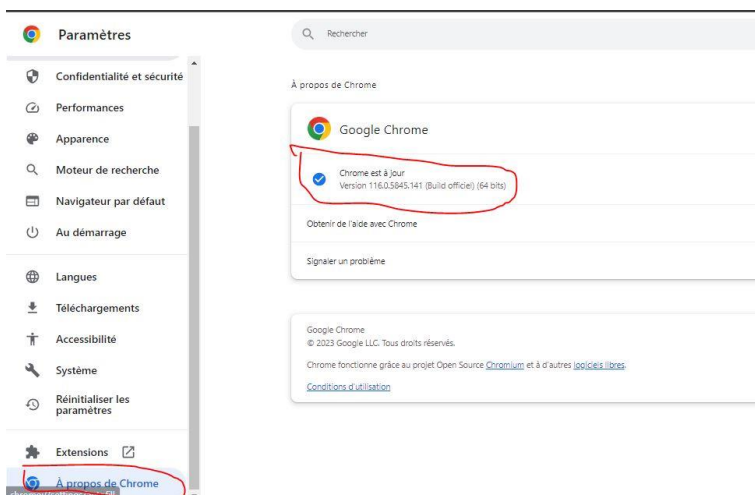 Paramètres
Rechercher
Confidentialité et sécurité
Performances
Apparence
Moteur de recherche
Navigateur par défaut
Au démarrage
Langues
Téléchargements
Accessibilité
Système
Réinitialiser les
paramètres
Extensions
À propos de Chrome
À propos de Chrome
Google Chrome
Chrome est à jour
Version 116.0.5845.141 (Build officiel) (64 bits)
Obtenir de l'aide avec Chrome
Signaler un problème
Google Chrome
© 2023 Google LLC. Tous droits réservés.
Chrome fonctionne grâce au projet Open Source Chromium et à d'autres logiciels libres.
Conditions d'utilisation